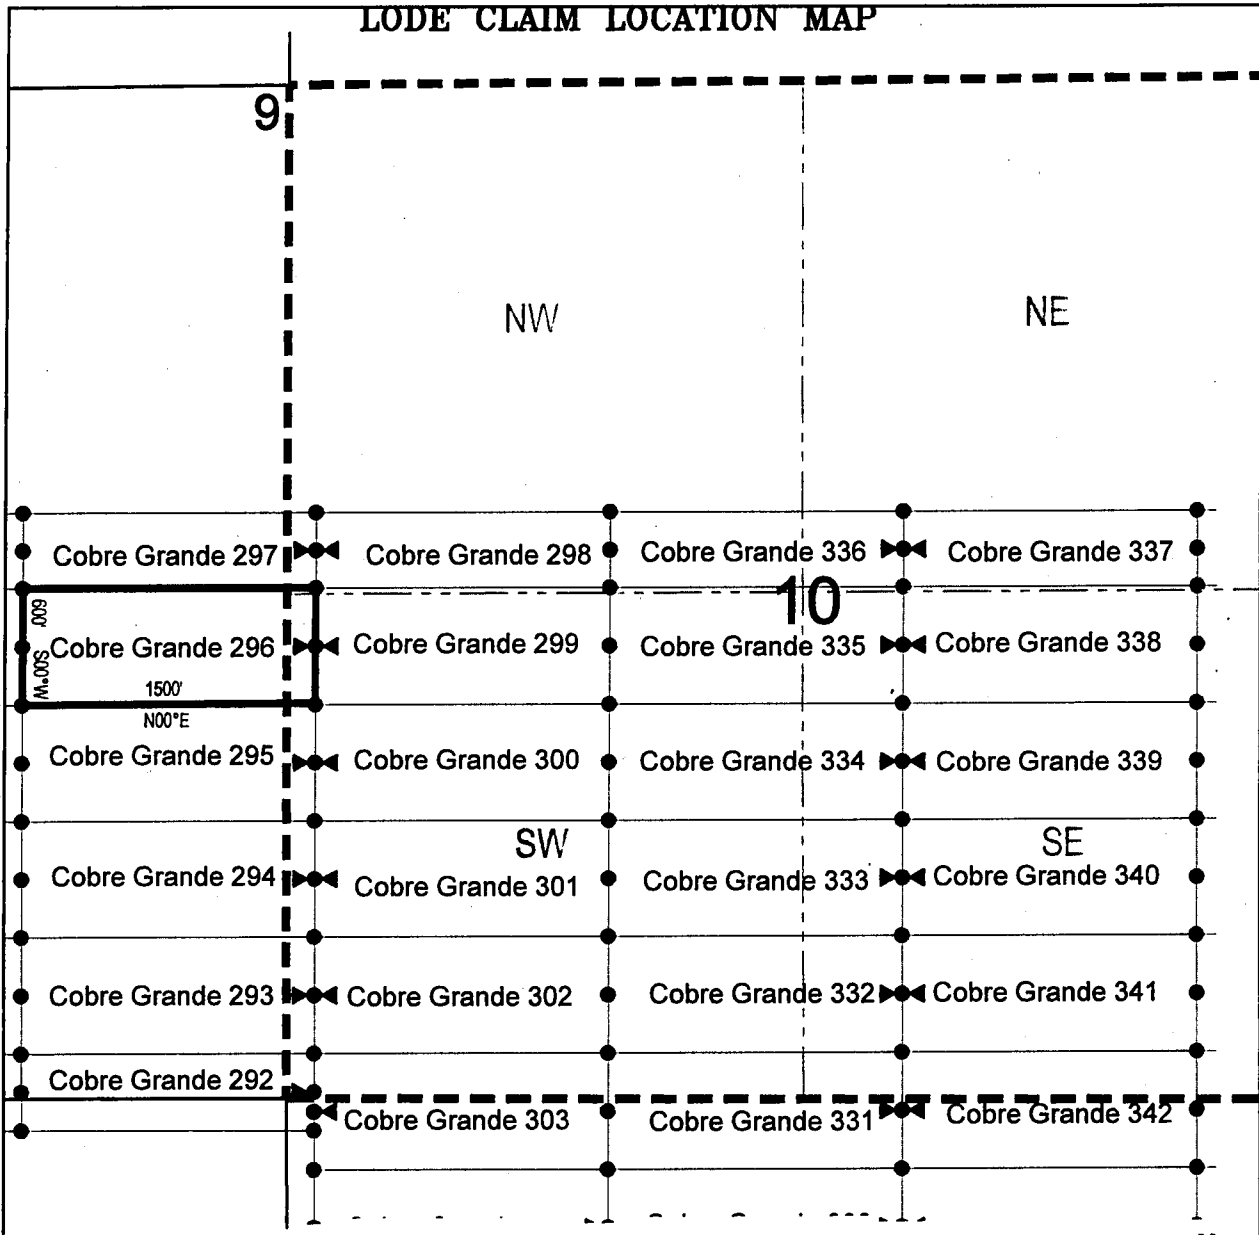 LODE CLAIM LOCATION MAP
9
NW
NE
Cobre Grande 297
Cobre Grande 298
Cobre Grande 336
Cobre Grande 337
10
600'
S00°W
Cobre Grande 296
1500'
N00°E
Cobre Grande 299
Cobre Grande 335
Cobre Grande 338
Cobre Grande 295
Cobre Grande 300
Cobre Grande 334
Cobre Grande 339
SW
SE
Cobre Grande 294
Cobre Grande 301
Cobre Grande 333
Cobre Grande 340
Cobre Grande 293
Cobre Grande 302
Cobre Grande 332
Cobre Grande 341
Cobre Grande 292
Cobre Grande 303
Cobre Grande 331
Cobre Grande 342